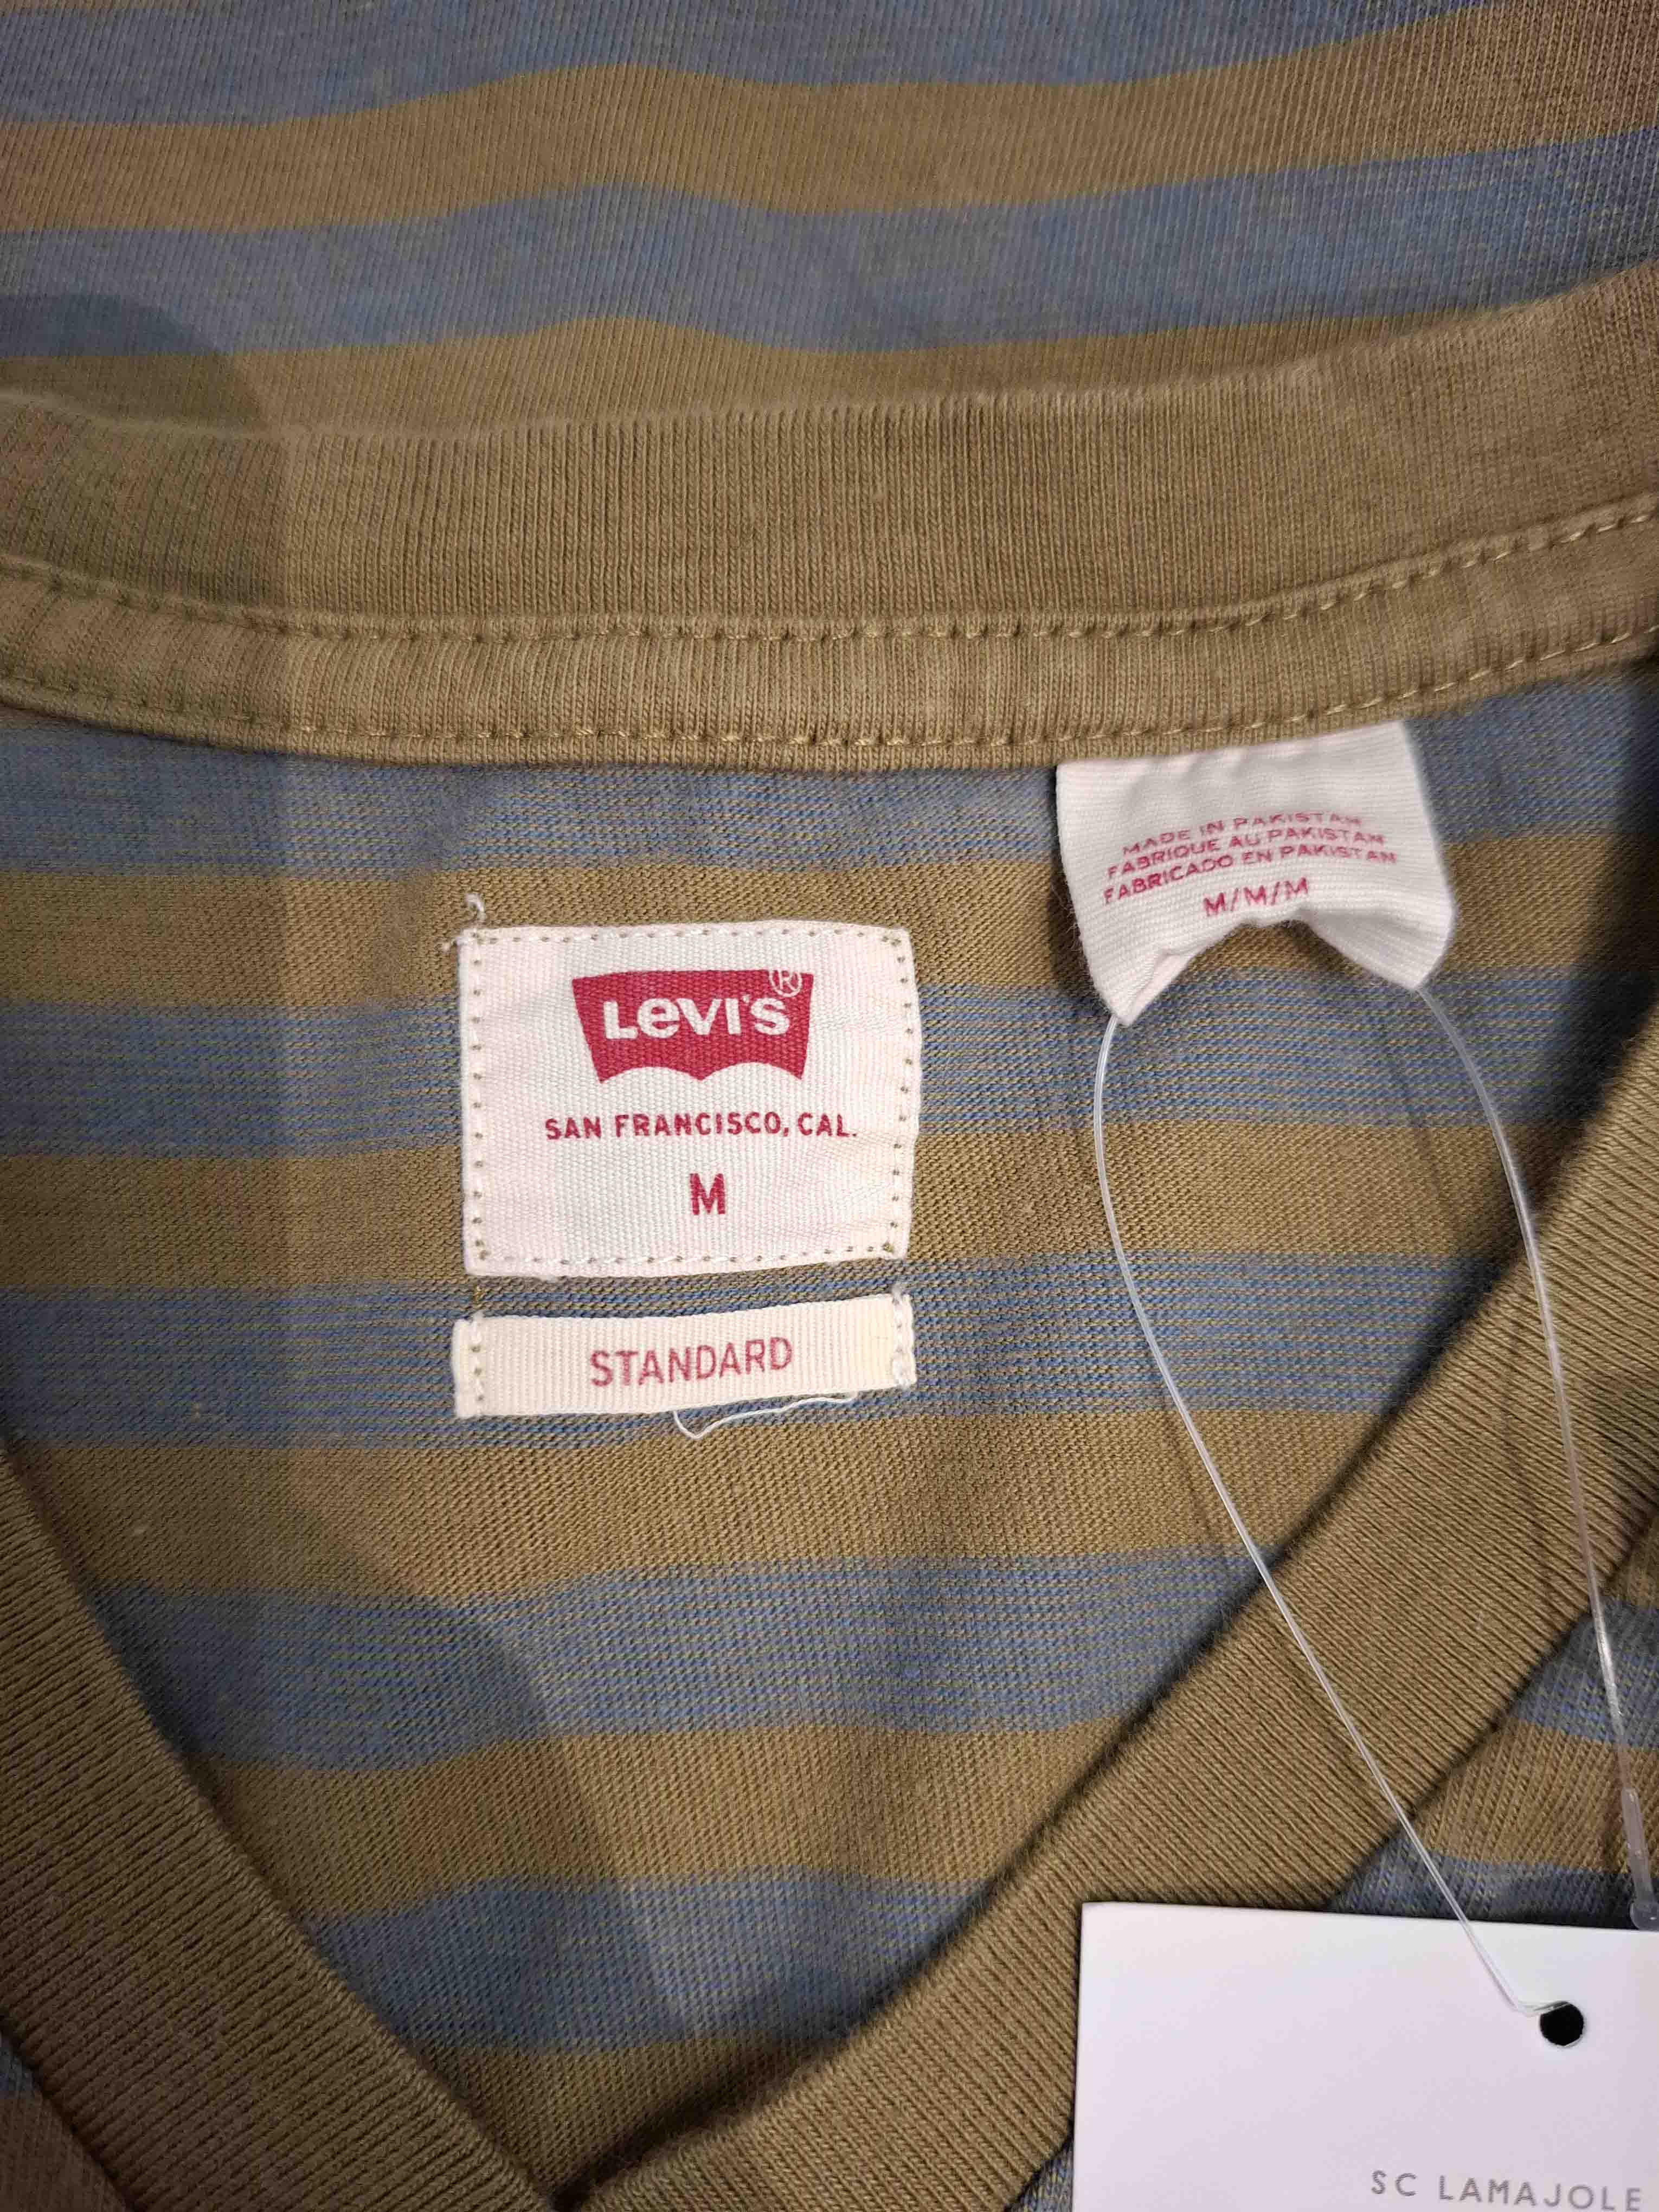 MADE IN PAKISTAN
FABRIQUE AU PAKISTAN
FABRICADO EN PAKISTAN
M/M/M
Levi's®
SAN FRANCISCO, CAL.
M
STANDARD
SC LAMAJOLE